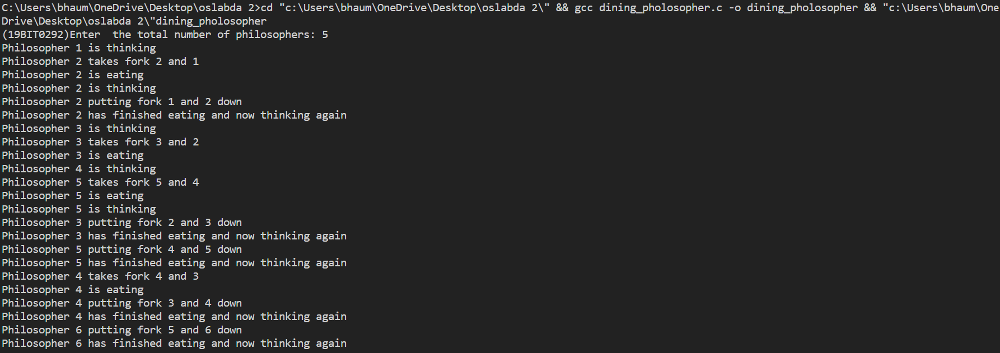 C:\Users\bhaum\OneDrive\Desktop\oslabda 2>cd "c:\Users\bhaum\OneDrive\Desktop\oslabda 2\" && gcc dining_pholosopher.c -o dining_pholosopher && "c:\Users\bhaum\One
Drive\Desktop\oslabda 2\"dining_pholosopher
(19BIT0292)Enter  the total number of philosophers: 5
Philosopher 1 is thinking
Philosopher 2 takes fork 2 and 1
Philosopher 2 is eating
Philosopher 2 is thinking
Philosopher 2 putting fork 1 and 2 down
Philosopher 2 has finished eating and now thinking again
Philosopher 3 is thinking
Philosopher 3 takes fork 3 and 2
Philosopher 3 is eating
Philosopher 4 is thinking
Philosopher 5 takes fork 5 and 4
Philosopher 5 is eating
Philosopher 5 is thinking
Philosopher 3 putting fork 2 and 3 down
Philosopher 3 has finished eating and now thinking again
Philosopher 5 putting fork 4 and 5 down
Philosopher 5 has finished eating and now thinking again
Philosopher 4 takes fork 4 and 3
Philosopher 4 is eating
Philosopher 4 putting fork 3 and 4 down
Philosopher 4 has finished eating and now thinking again
Philosopher 6 putting fork 5 and 6 down
Philosopher 6 has finished eating and now thinking again